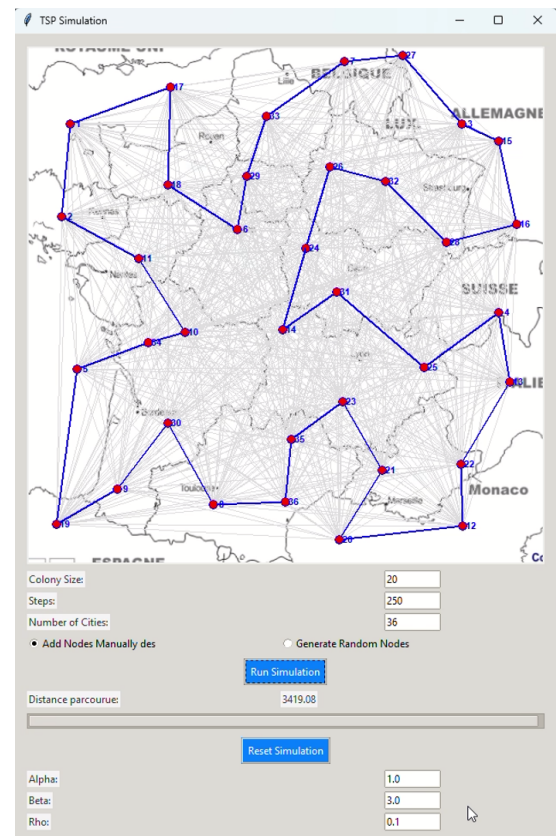 TSP Simulation
ROYAUME UNI
7
27
BELGIQUE
Lille
17
33
1
3
ALLEMAGNE
LUX.
15
Rouen
26
29
18
32
Strasbourg
2
Rennes
16
6
28
24
11
Nantes
SUISSE
31
4
10
14
34
5
25
Lyon
13
23
Bordeaux
30
35
22
21
9
Monaco
Toulouse
8
36
Marseille
19
12
20
ESPAGNE
Co
Colony Size: 20
Steps: 250
Number of Cities: 36
Add Nodes Manually des Generate Random Nodes
Run Simulation
Distance parcourue: 3419.08
Reset Simulation
Alpha: 1.0
Beta: 3.0
Rho: 0.1